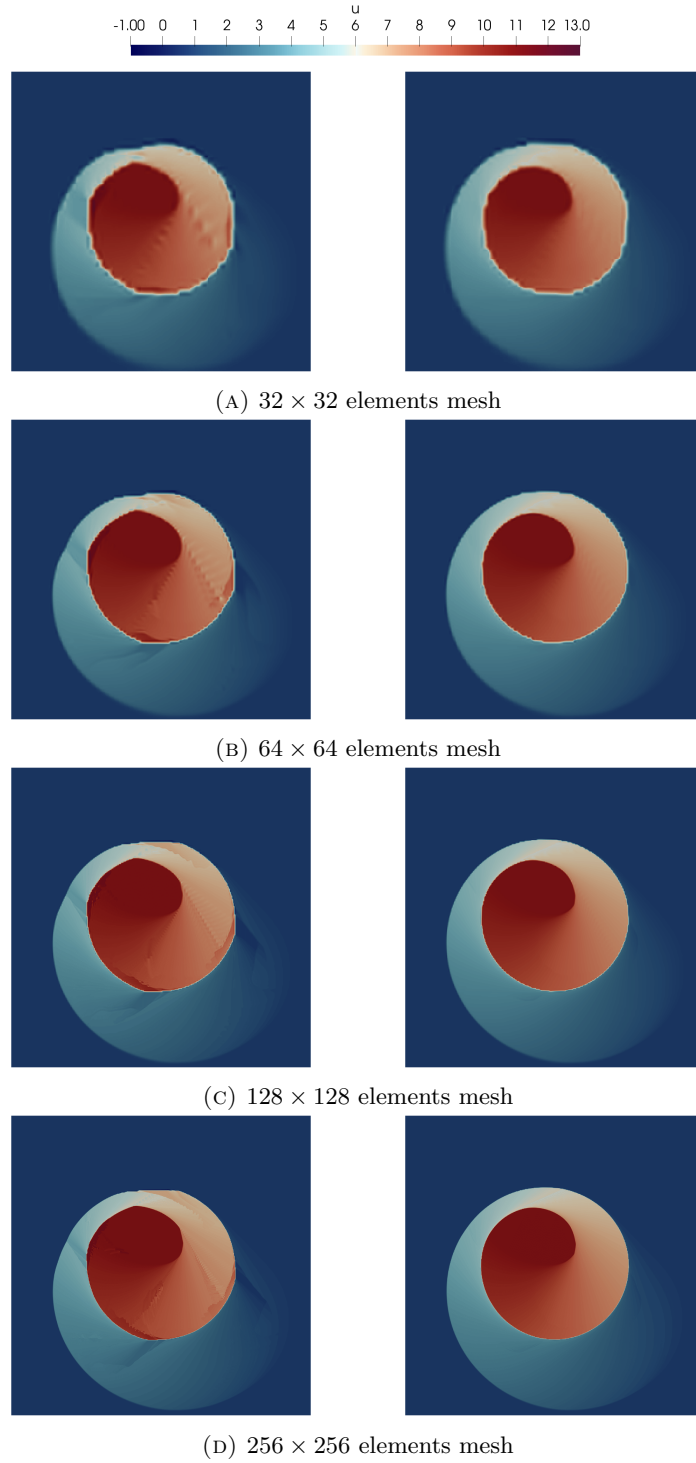 u
-1.00 0 1 2 3 4 5 6 7 8 9 10 11 12 13.0
(A) 32 × 32 elements mesh
(B) 64 × 64 elements mesh
(C) 128 × 128 elements mesh
(D) 256 × 256 elements mesh